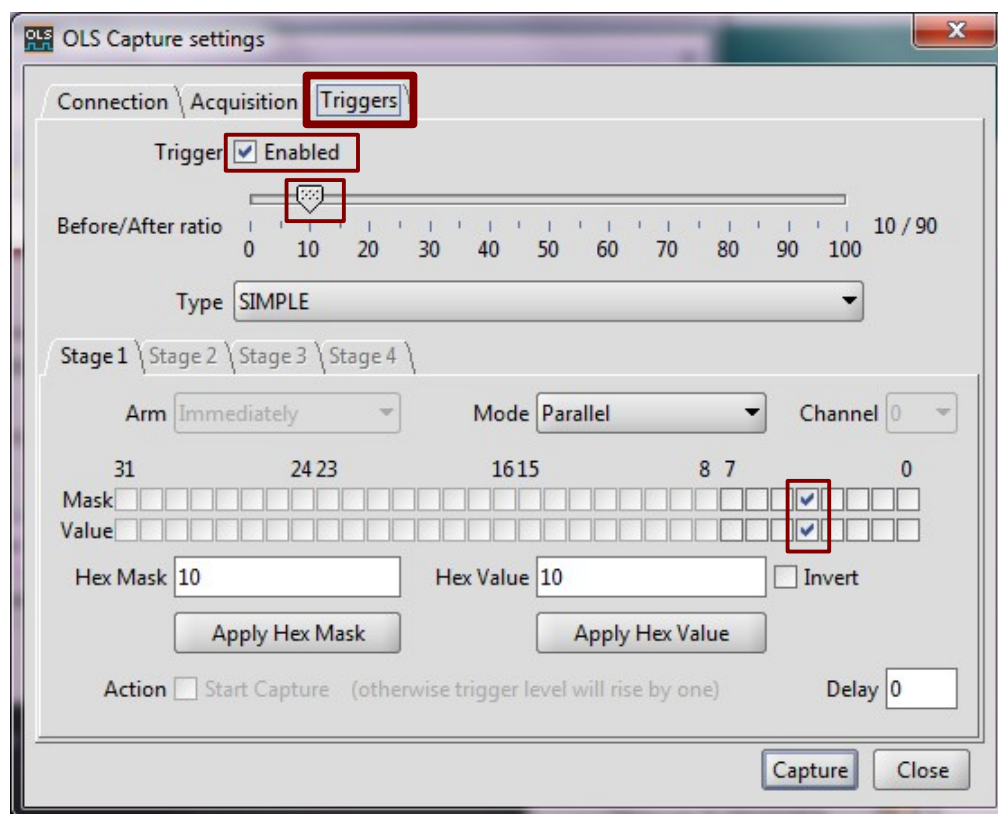 OLS OLS Capture settings x
Connection Acquisition Triggers
Trigger Enabled
Before/After ratio 10 / 90
0 10 20 30 40 50 60 70 80 90 100
Type SIMPLE
Stage 1 Stage 2 Stage 3 Stage 4
Arm Immediately Mode Parallel Channel 0
31 24 23 16 15 8 7 0
Mask
Value
Hex Mask 10 Hex Value 10 Invert
Apply Hex Mask Apply Hex Value
Action Start Capture (otherwise trigger level will rise by one) Delay 0
Capture Close